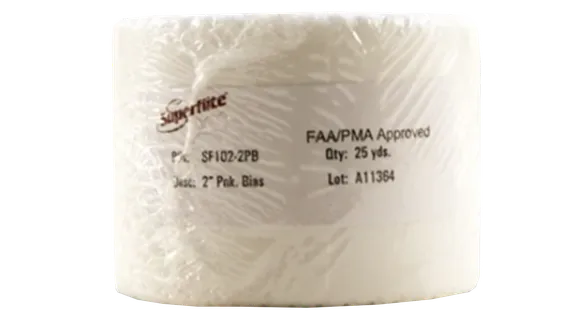 Superflite
FAA/PMA Approved
P/N: SF102-2PB
Qty: 25 yds.
Desc: 2" Pnk. Bias
Lot: A11364